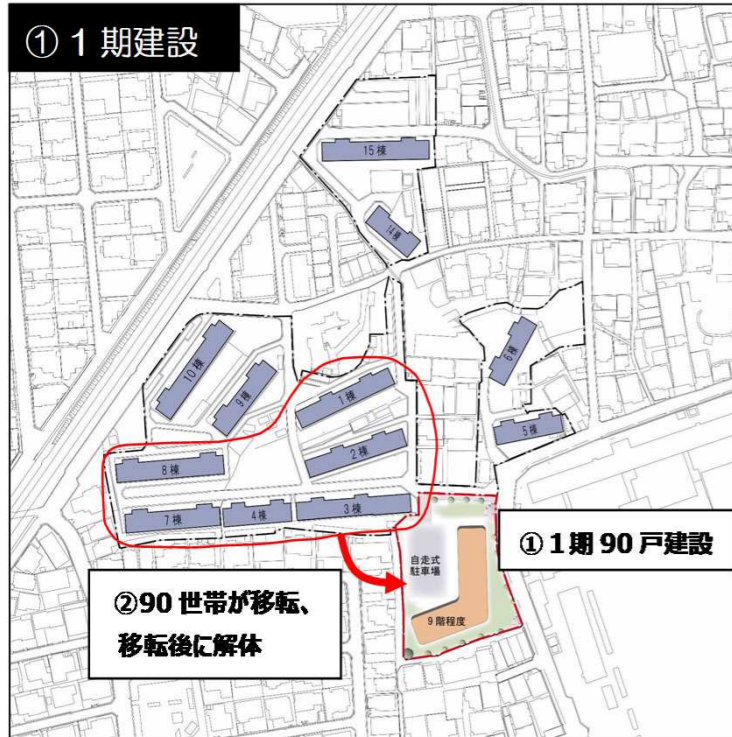 ① 1 期建設
15 棟
14 棟
10 棟
9 棟
6 棟
1 棟
5 棟
2 棟
8 棟
3 棟
4 棟
7 棟
① 1 期 90 戸建設
自走式
駐車場
②90 世帯が移転、
移転後に解体
9 階程度